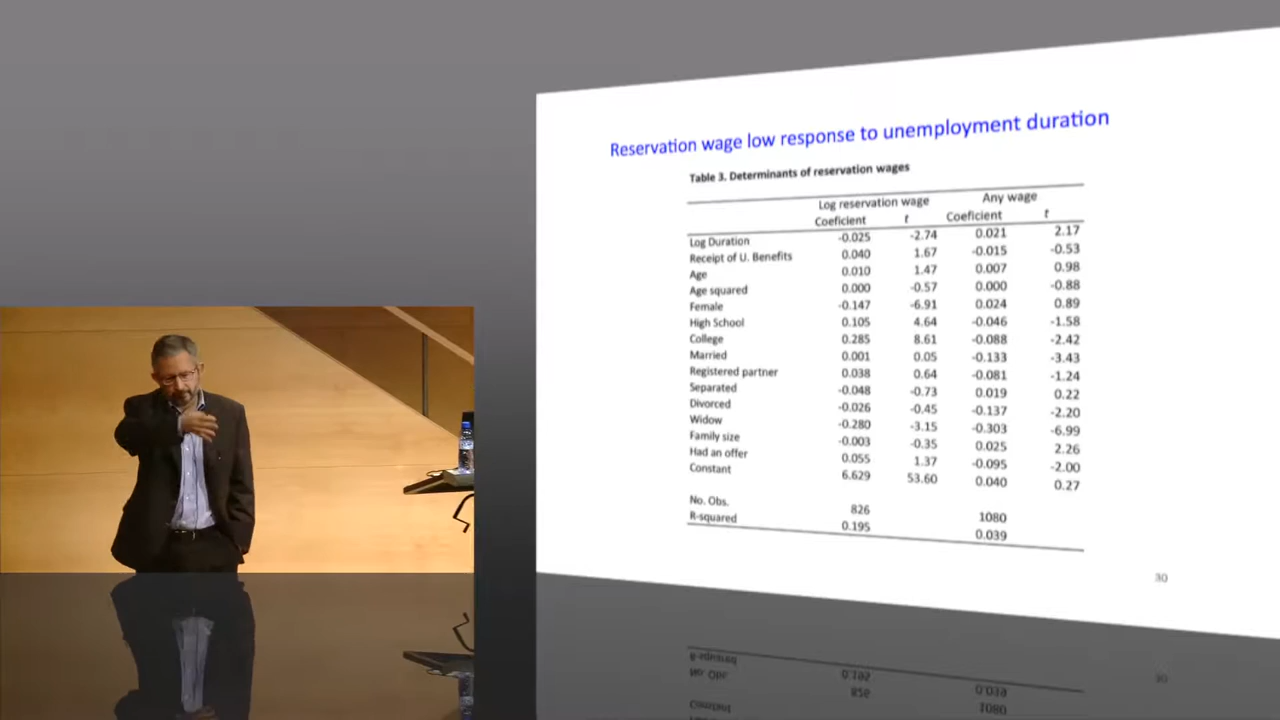 Reservation wage low response to unemployment duration
Table 3. Determinants of reservation wages
Log reservation wage Any wage
Coeficient t Coeficient t
Log Duration -0.025 -2.74 0.021 2.17
Receipt of U. Benefits 0.040 1.67 -0.015 -0.53
Age 0.010 1.47 0.007 0.98
Age squared 0.000 -0.57 0.000 -0.88
Female -0.147 -6.91 0.024 0.89
High School 0.105 4.64 -0.046 -1.58
College 0.285 8.61 -0.088 -2.42
Married 0.001 0.05 -0.133 -3.43
Registered partner 0.038 0.64 -0.081 -1.24
Separated -0.048 -0.73 0.019 0.22
Divorced -0.026 -0.45 -0.137 -2.20
Widow -0.280 -3.15 -0.303 -6.99
Family size -0.003 -0.35 0.025 2.26
Had an offer 0.055 1.37 -0.095 -2.00
Constant 6.629 53.60 0.040 0.27
No. Obs. 826 1080
R-squared 0.195 0.039
30